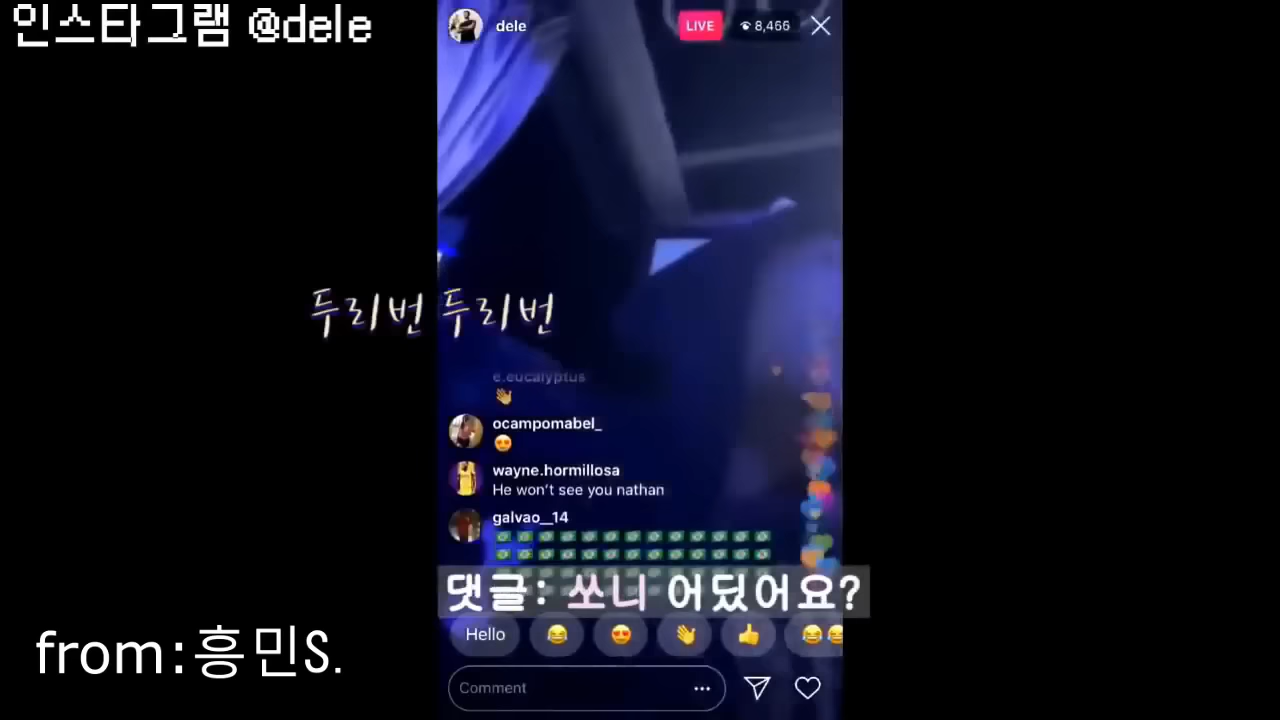 인스타그램 @dele
dele
LIVE
8,466
두리번 두리번
e.eucalyptus
ocampomabel_
wayne.hormillosa
He won't see you nathan
galvao__14
댓글: 쏘니 어딨어요?
Hello
from:흥민S.
Comment